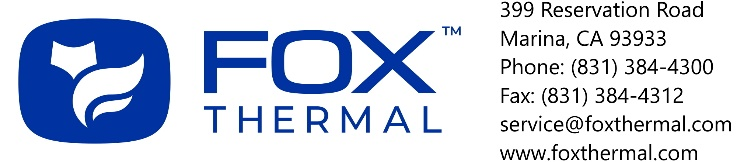 FOX™
THERMAL
399 Reservation Road
Marina, CA 93933
Phone: (831) 384-4300
Fax: (831) 384-4312
service@foxthermal.com
www.foxthermal.com